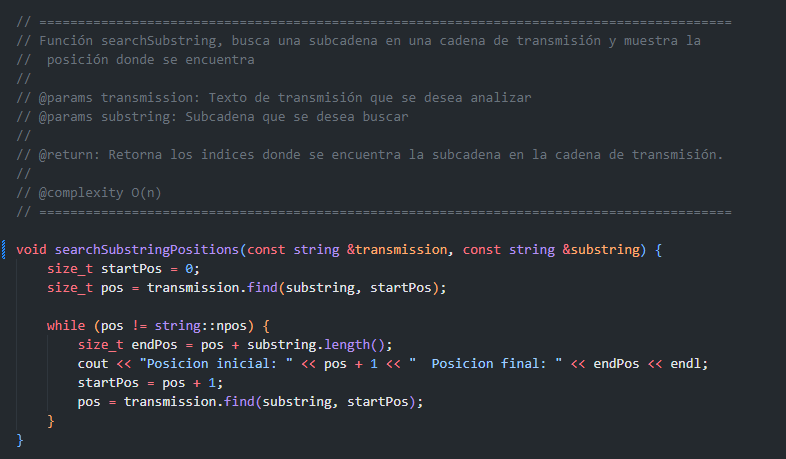 // ==========================================================================================
// Función searchSubstring, busca una subcadena en una cadena de transmisión y muestra la
//  posición donde se encuentra
//
// @params transmission: Texto de transmisión que se desea analizar
// @params substring: Subcadena que se desea buscar
//
// @return: Retorna los indices donde se encuentra la subcadena en la cadena de transmisión.
//
// @complexity O(n)
// ==========================================================================================
void searchSubstringPositions(const string &transmission, const string &substring) {
    size_t startPos = 0;
    size_t pos = transmission.find(substring, startPos);
    while (pos != string::npos) {
        size_t endPos = pos + substring.length();
        cout << "Posicion inicial: " << pos + 1 << "  Posicion final: " << endPos << endl;
        startPos = pos + 1;
        pos = transmission.find(substring, startPos);
    }
}